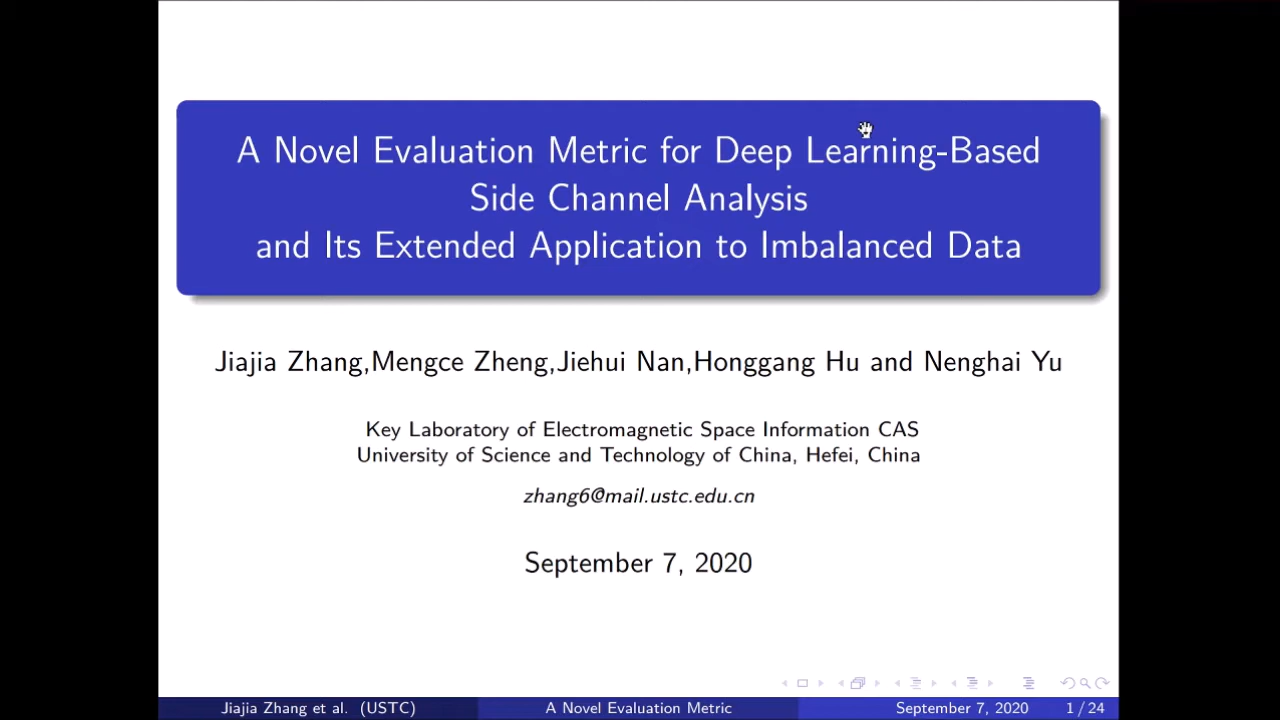 A Novel Evaluation Metric for Deep Learning-Based
Side Channel Analysis
and Its Extended Application to Imbalanced Data
Jiajia Zhang,Mengce Zheng,Jiehui Nan,Honggang Hu and Nenghai Yu
Key Laboratory of Electromagnetic Space Information CAS
University of Science and Technology of China, Hefei, China
zhang6@mail.ustc.edu.cn
September 7, 2020
Jiajia Zhang et al. (USTC) A Novel Evaluation Metric September 7, 2020 1 / 24